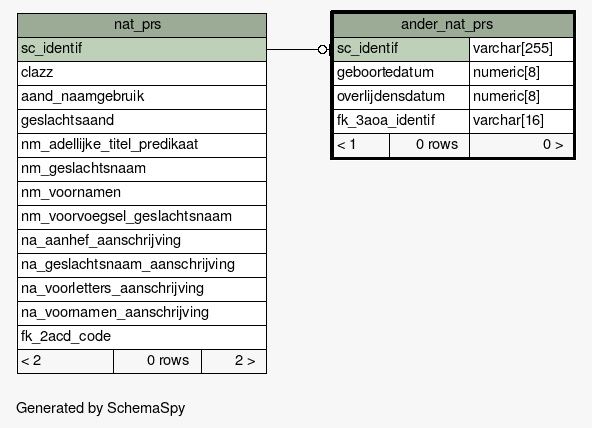 nat_prs
sc_identif
clazz
aand_naamgebruik
geslachtsaand
nm_adellijke_titel_predikaat
nm_geslachtsnaam
nm_voornamen
nm_voorvoegsel_geslachtsnaam
na_aanhef_aanschrijving
na_geslachtsnaam_aanschrijving
na_voorletters_aanschrijving
na_voornamen_aanschrijving
fk_2acd_code
< 2 0 rows 2 >
ander_nat_prs
sc_identif varchar[255]
geboortedatum numeric[8]
overlijdensdatum numeric[8]
fk_3aoa_identif varchar[16]
< 1 0 rows 0 >
Generated by SchemaSpy